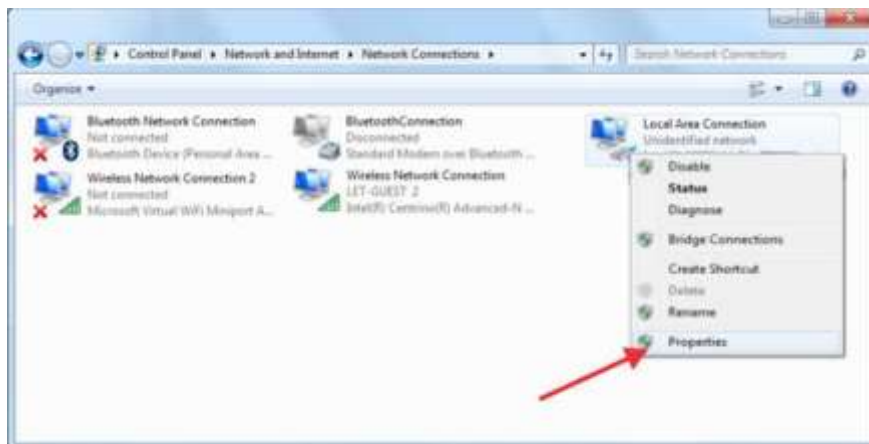 Control Panel ▸ Network and Internet ▸ Network Connections ▸
Search Network Connections
Organize
Bluetooth Network Connection
Not connected
Bluetooth Device (Personal Area ...
BluetoothConnection
Disconnected
Standard Modem over Bluetooth ...
Local Area Connection
Unidentified network
Wireless Network Connection 2
Not connected
Microsoft Virtual WiFi Miniport A...
Wireless Network Connection
LET-GUEST 2
Intel(R) Centrino(R) Advanced-N ...
Disable
Status
Diagnose
Bridge Connections
Create Shortcut
Delete
Rename
Properties